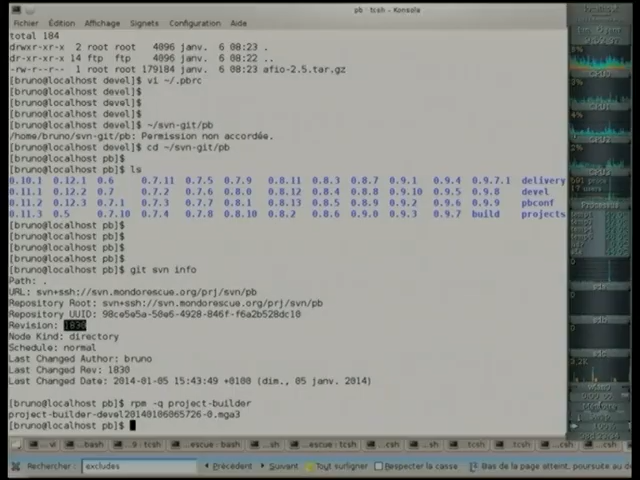 pb : tcsh - Konsole
Fichier Édition Affichage Signets Configuration Aide
total 184
drwxr-xr-x 2 root root 4096 janv. 6 08:23 .
dr-xr-xr-x 14 ftp ftp 4096 janv. 6 08:22 ..
-rw-r--r-- 1 root root 179184 janv. 6 08:23 afio-2.5.tar.gz
[bruno@localhost devel]$ vi ~/.pbrc
[bruno@localhost devel]$
[bruno@localhost devel]$
[bruno@localhost devel]$
[bruno@localhost devel]$ ~/svn-git/pb
/home/bruno/svn-git/pb: Permission non accordée.
[bruno@localhost devel]$ cd ~/svn-git/pb
[bruno@localhost pb]$
[bruno@localhost pb]$ ls
0.10.1 0.12.1 0.6 0.7.11 0.7.5 0.7.9 0.8.11 0.8.3 0.8.7 0.9.1 0.9.4 0.9.7.1 delivery
0.11.1 0.12.2 0.7 0.7.2 0.7.6 0.8.0 0.8.12 0.8.4 0.8.8 0.9.10 0.9.5 0.9.8 devel
0.11.2 0.12.3 0.7.1 0.7.3 0.7.7 0.8.1 0.8.13 0.8.5 0.8.9 0.9.2 0.9.6 0.9.9 pbconf
0.11.3 0.5 0.7.10 0.7.4 0.7.8 0.8.10 0.8.2 0.8.6 0.9.0 0.9.3 0.9.7 build projects
[bruno@localhost pb]$
[bruno@localhost pb]$
[bruno@localhost pb]$
[bruno@localhost pb]$ git svn info
Path: .
URL: svn+ssh://svn.mondorescue.org/prj/svn/pb
Repository Root: svn+ssh://svn.mondorescue.org/prj/svn/pb
Repository UUID: 98ce5e5a-50e6-4928-846f-f6a2b528dc10
Revision: 1830
Node Kind: directory
Schedule: normal
Last Changed Author: bruno
Last Changed Rev: 1830
Last Changed Date: 2014-01-05 15:43:49 +0100 (dim., 05 janv. 2014)
[bruno@localhost pb]$ rpm -q project-builder
project-builder-devel20140106065726-0.mga3
[bruno@localhost pb]$
Rechercher : excludes Précédent Suivant Tout surligner Respecter la casse Bas de la page atteint, poursuite au